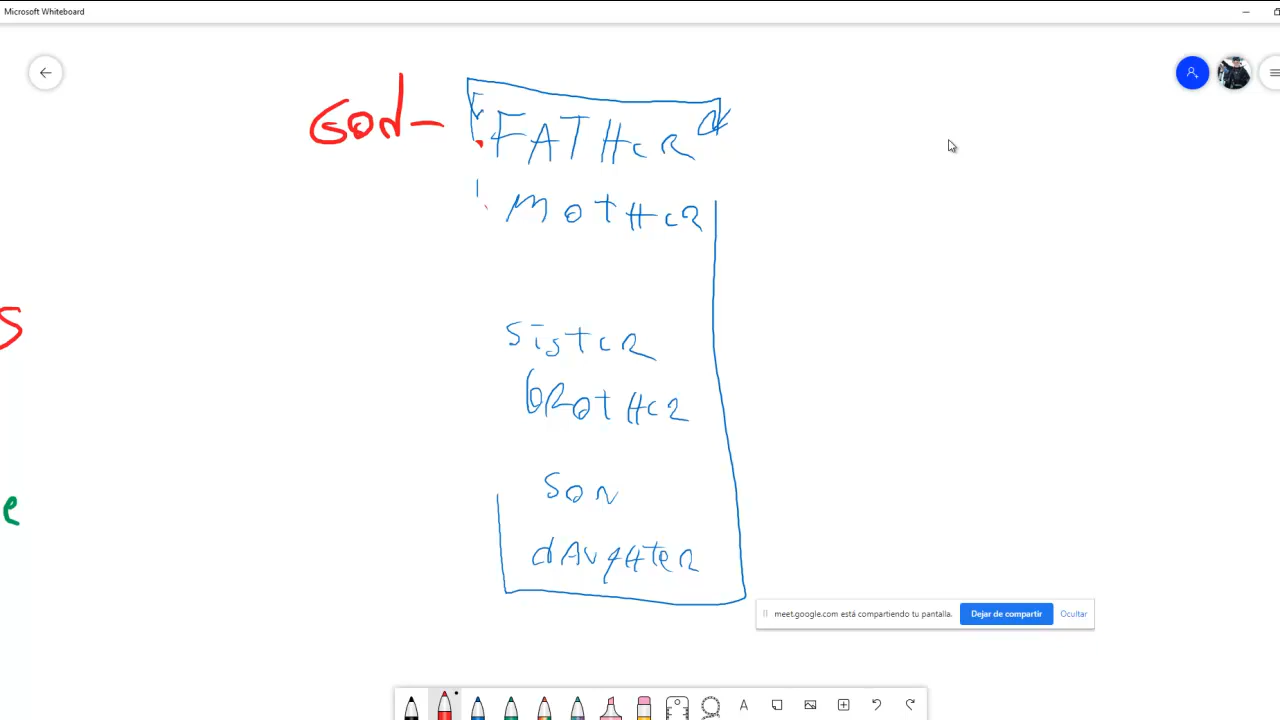 Microsoft Whiteboard
God-
FATHER
MOTHER
SisteR
bROtHER
SON
dAughteR
S
e
meet.google.com está compartiendo tu pantalla.
Dejar de compartir
Ocultar
A